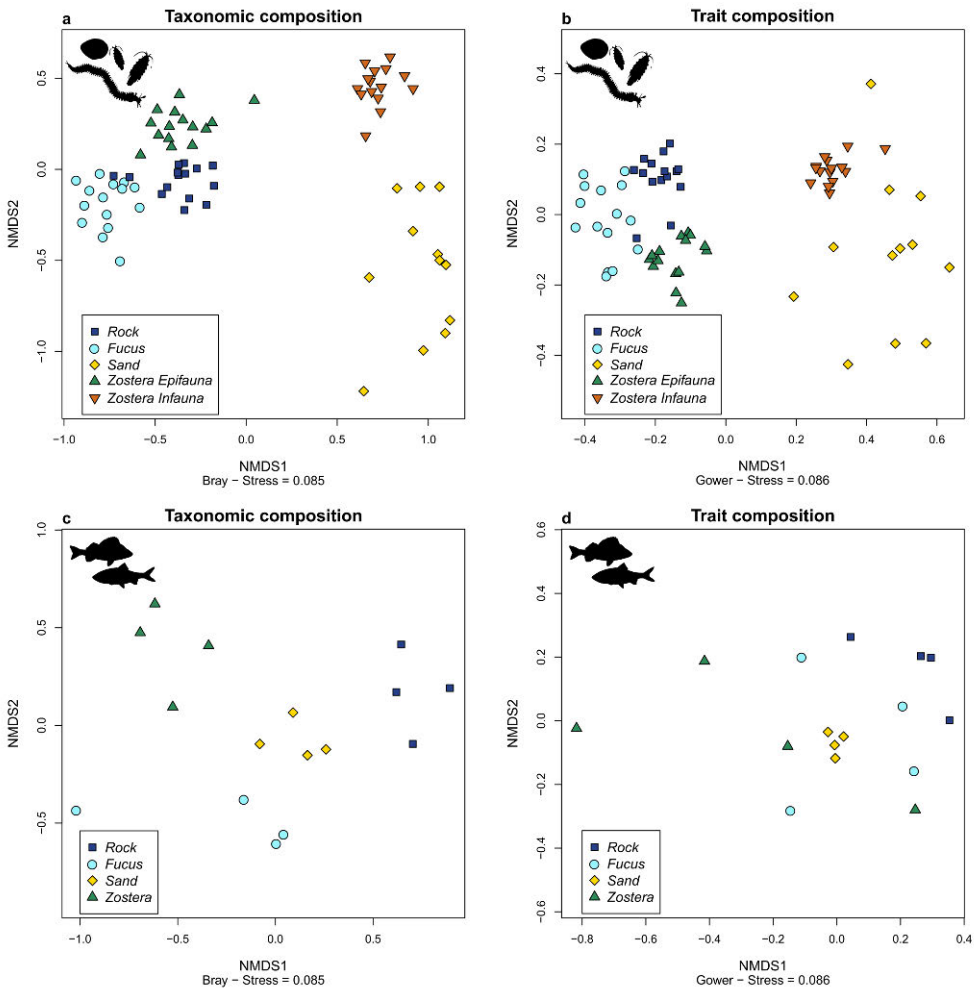 a Taxonomic composition
NMDS2
0.5
0.0
−0.5
−1.0
Rock
Fucus
Sand
Zostera Epifauna
Zostera Infauna
−1.0 −0.5 0.0 0.5 1.0
NMDS1
Bray − Stress = 0.085
b Trait composition
NMDS2
0.4
0.2
0.0
−0.2
−0.4
Rock
Fucus
Sand
Zostera Epifauna
Zostera Infauna
−0.4 −0.2 0.0 0.2 0.4 0.6
NMDS1
Gower − Stress = 0.086
c Taxonomic composition
NMDS2
1.0
0.5
0.0
−0.5
Rock
Fucus
Sand
Zostera
−1.0 −0.5 0.0 0.5
NMDS1
Bray − Stress = 0.085
d Trait composition
NMDS2
0.6
0.4
0.2
0.0
−0.2
−0.4
−0.6
Rock
Fucus
Sand
Zostera
−0.8 −0.6 −0.4 −0.2 0.0 0.2 0.4
NMDS1
Gower − Stress = 0.086